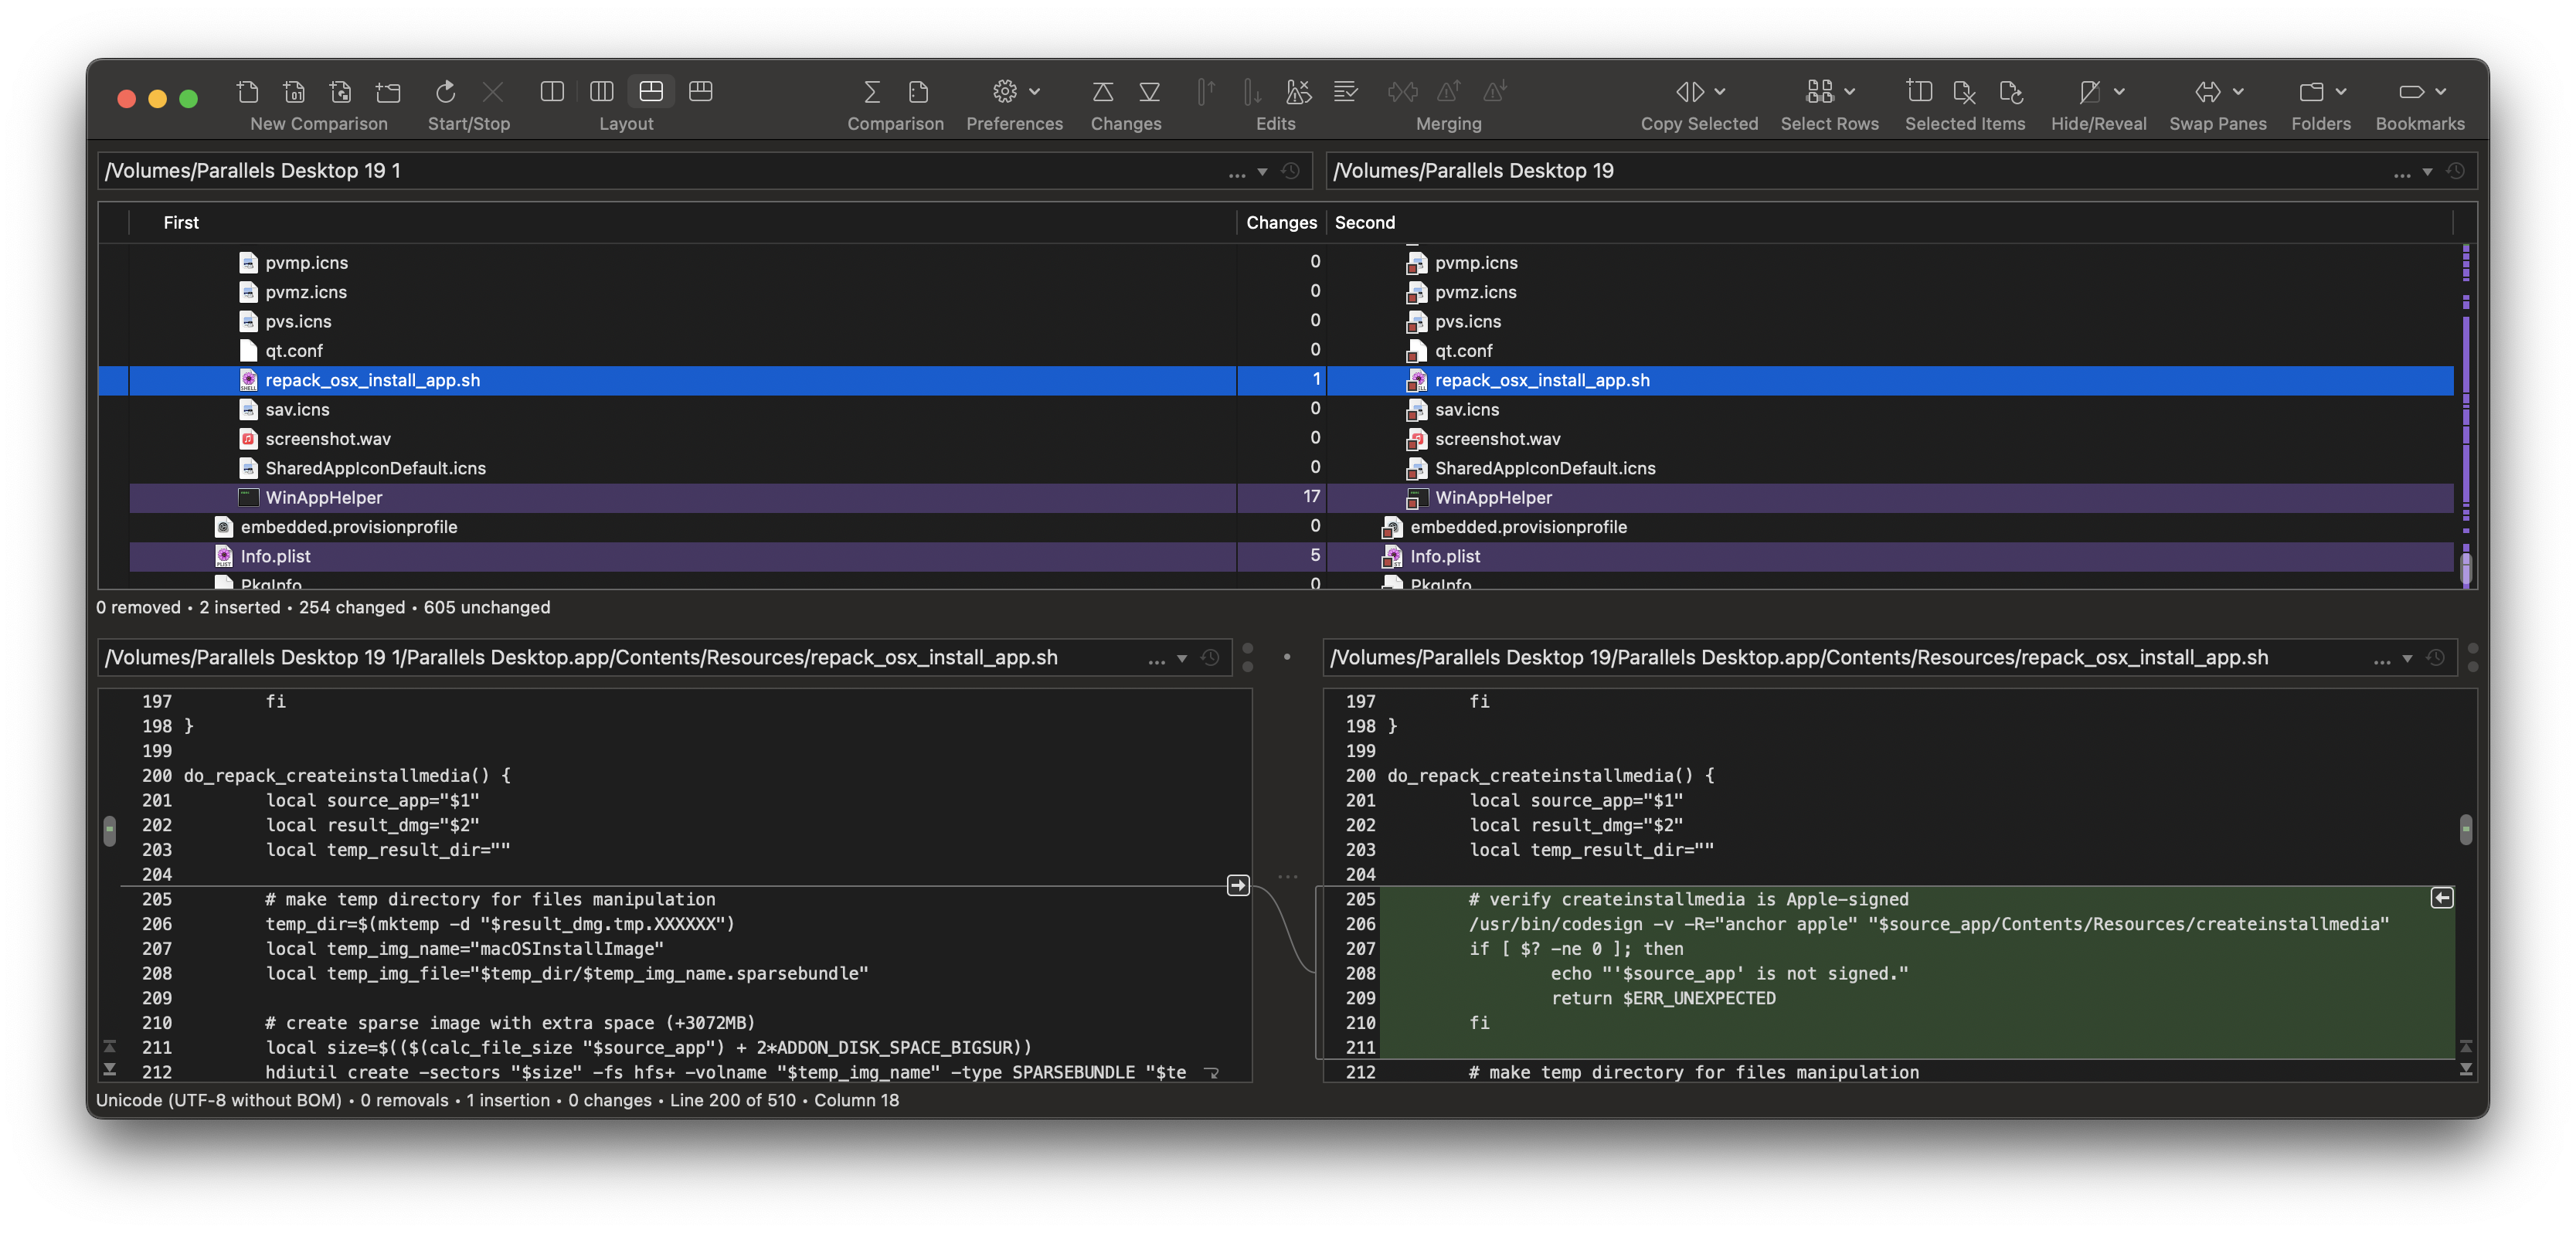 New Comparison Start/Stop Layout Comparison Preferences Changes Edits Merging Copy Selected Select Rows Selected Items Hide/Reveal Swap Panes Folders Bookmarks
/Volumes/Parallels Desktop 19 1 ... /Volumes/Parallels Desktop 19 ...
First Changes Second
pvmp.icns 0 pvmp.icns
pvmz.icns 0 pvmz.icns
pvs.icns 0 pvs.icns
qt.conf 0 qt.conf
repack_osx_install_app.sh 1 repack_osx_install_app.sh
sav.icns 0 sav.icns
screenshot.wav 0 screenshot.wav
SharedAppIconDefault.icns 0 SharedAppIconDefault.icns
WinAppHelper 17 WinAppHelper
embedded.provisionprofile 0 embedded.provisionprofile
Info.plist 5 Info.plist
PkgInfo 0 PkgInfo
0 removed • 2 inserted • 254 changed • 605 unchanged
/Volumes/Parallels Desktop 19 1/Parallels Desktop.app/Contents/Resources/repack_osx_install_app.sh ...
197 fi
198 }
199
200 do_repack_createinstallmedia() {
201 local source_app="$1"
202 local result_dmg="$2"
203 local temp_result_dir=""
204
205 # make temp directory for files manipulation
206 temp_dir=$(mktemp -d "$result_dmg.tmp.XXXXXX")
207 local temp_img_name="macOSInstallImage"
208 local temp_img_file="$temp_dir/$temp_img_name.sparsebundle"
209
210 # create sparse image with extra space (+3072MB)
211 local size=$(($(calc_file_size "$source_app") + 2*ADDON_DISK_SPACE_BIGSUR))
212 hdiutil create -sectors "$size" -fs hfs+ -volname "$temp_img_name" -type SPARSEBUNDLE "$te
/Volumes/Parallels Desktop 19/Parallels Desktop.app/Contents/Resources/repack_osx_install_app.sh ...
197 fi
198 }
199
200 do_repack_createinstallmedia() {
201 local source_app="$1"
202 local result_dmg="$2"
203 local temp_result_dir=""
204
205 # verify createinstallmedia is Apple-signed
206 /usr/bin/codesign -v -R="anchor apple" "$source_app/Contents/Resources/createinstallmedia"
207 if [ $? -ne 0 ]; then
208 echo "'$source_app' is not signed."
209 return $ERR_UNEXPECTED
210 fi
211
212 # make temp directory for files manipulation
Unicode (UTF-8 without BOM) • 0 removals • 1 insertion • 0 changes • Line 200 of 510 • Column 18